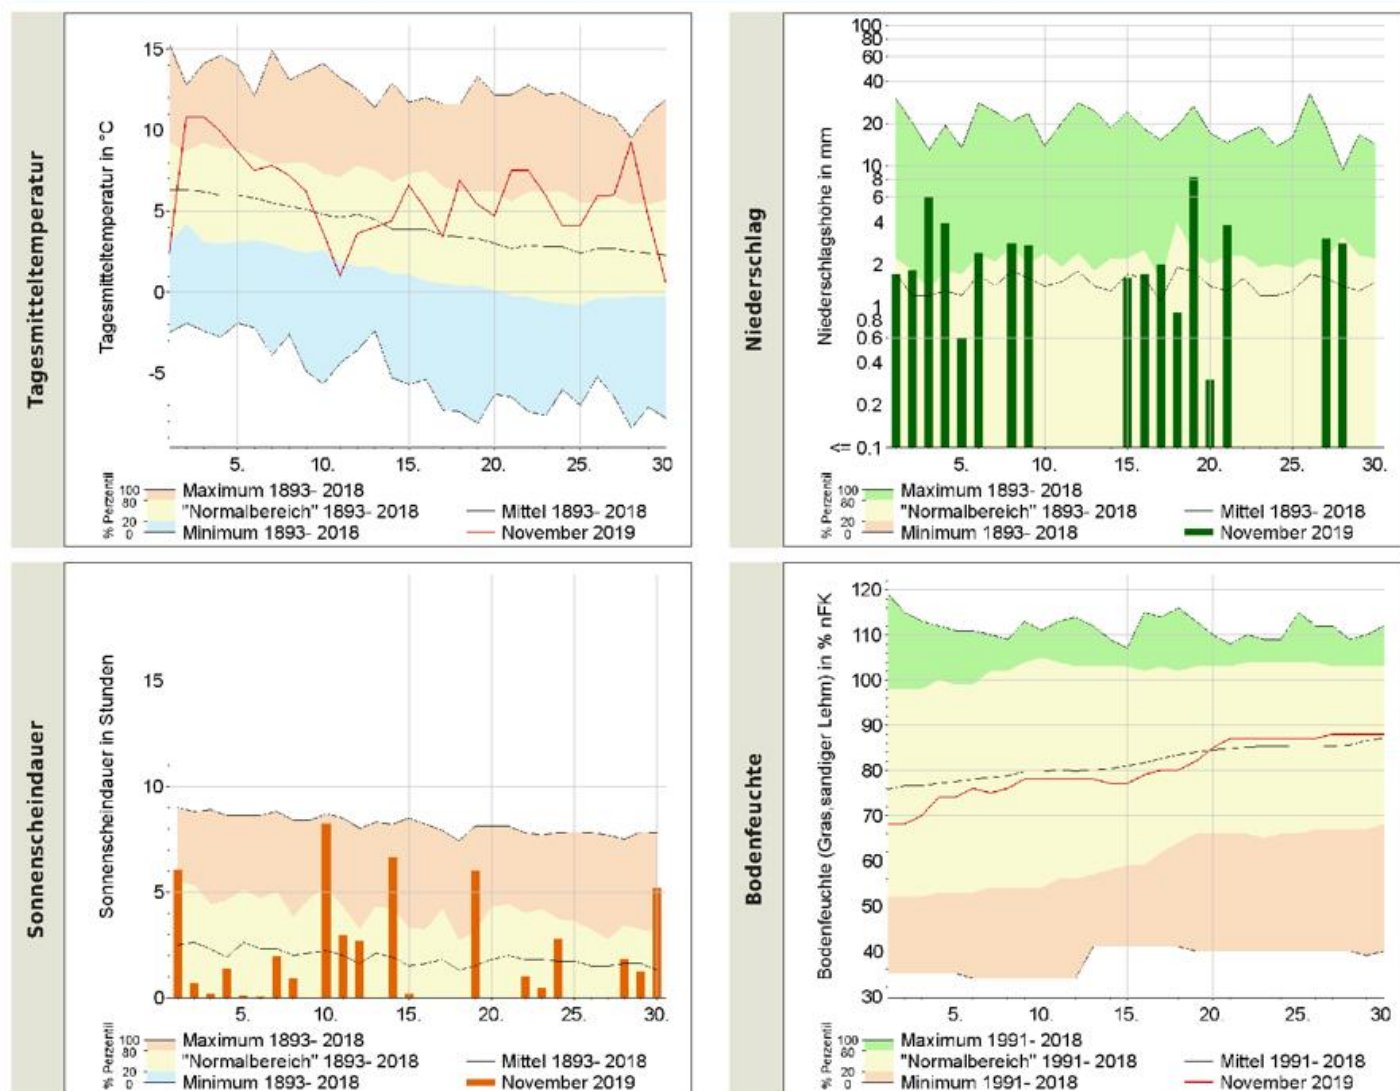 Tagesmitteltemperatur
Tagesmitteltemperatur in °C
15
10
5
0
-5
5.
10.
15.
20.
25.
30
% Perzentil
100
80
20
0
Maximum 1893- 2018
"Normalbereich" 1893- 2018
Minimum 1893- 2018
Mittel 1893- 2018
November 2019
Niederschlag
Niederschlagshöhe in mm
100
80
60
40
20
10
8
6
4
2
1
0.8
0.6
0.4
0.2
<= 0.1
5.
10.
15.
20.
25.
30.
% Perzentil
100
80
20
0
Maximum 1893- 2018
"Normalbereich" 1893- 2018
Minimum 1893- 2018
Mittel 1893- 2018
November 2019
Sonnenscheindauer
Sonnenscheindauer in Stunden
15
10
5
0
5.
10.
15.
20.
25.
30.
% Perzentil
100
80
20
0
Maximum 1893- 2018
"Normalbereich" 1893- 2018
Minimum 1893- 2018
Mittel 1893- 2018
November 2019
Bodenfeuchte
Bodenfeuchte (Gras,sandiger Lehm) in % nFK
120
110
100
90
80
70
60
50
40
30
5.
10.
15.
20.
25.
30
% Perzentil
100
80
20
0
Maximum 1991- 2018
"Normalbereich" 1991- 2018
Minimum 1991- 2018
Mittel 1991- 2018
November 2019